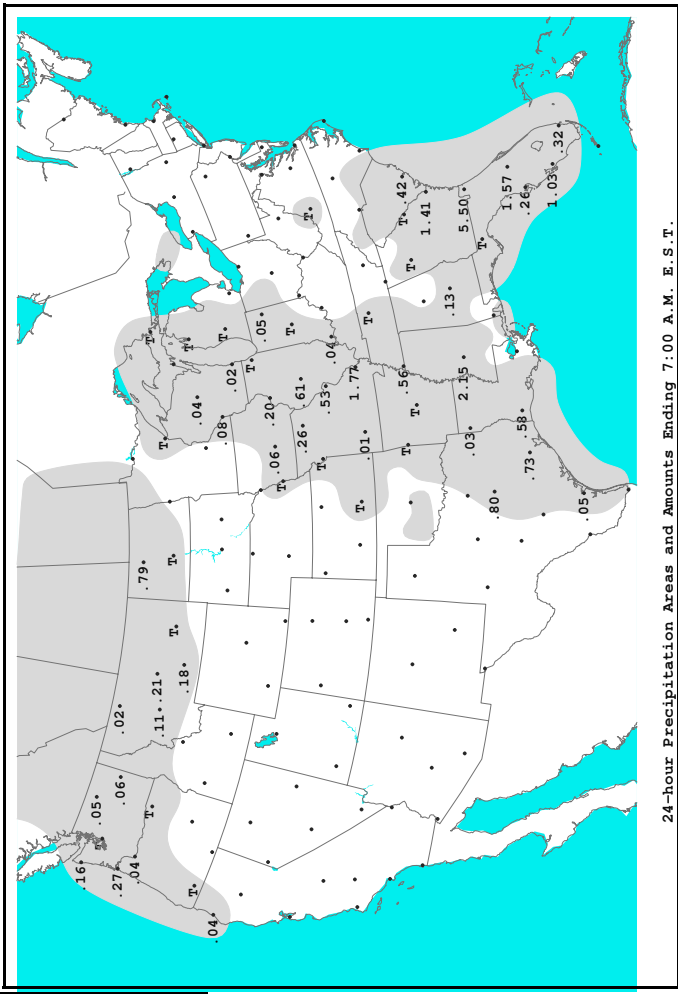 .16
.05
.27
.06
.02
.04
T
.79
T
.11
.21
T
T
T
.18
T
T
.04
.04
.08
T
.02
T
.05
.20
.06
T
T
.26
.61
T
T
.53
.04
1.77
T
.01
T
.56
T
.42
T
T
T
1.41
.13
2.15
5.50
.03
T
.80
1.57
.58
.26
.73
1.03
.32
.05
24-hour Precipitation Areas and Amounts Ending 7:00 A.M. E.S.T.